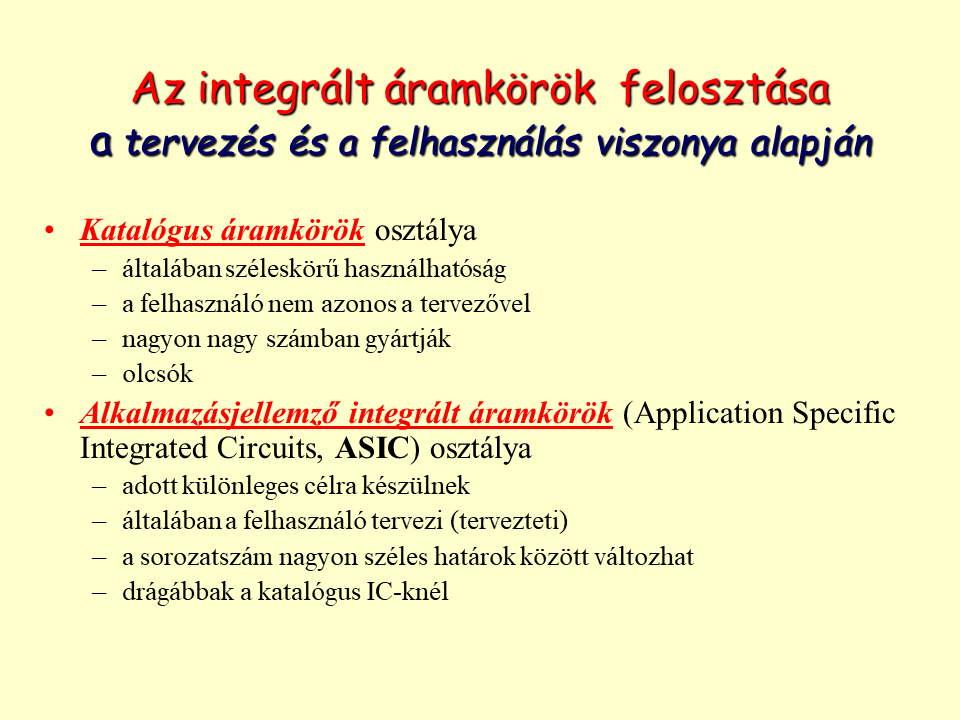 Az integrált áramkörök felosztása
a tervezés és a felhasználás viszonya alapján
• Katalógus áramkörök osztálya
– általában széleskörű használhatóság
– a felhasználó nem azonos a tervezővel
– nagyon nagy számban gyártják
– olcsók
• Alkalmazásjellemző integrált áramkörök (Application Specific
Integrated Circuits, ASIC) osztálya
– adott különleges célra készülnek
– általában a felhasználó tervezi (tervezteti)
– a sorozatszám nagyon széles határok között változhat
– drágábbak a katalógus IC-knél